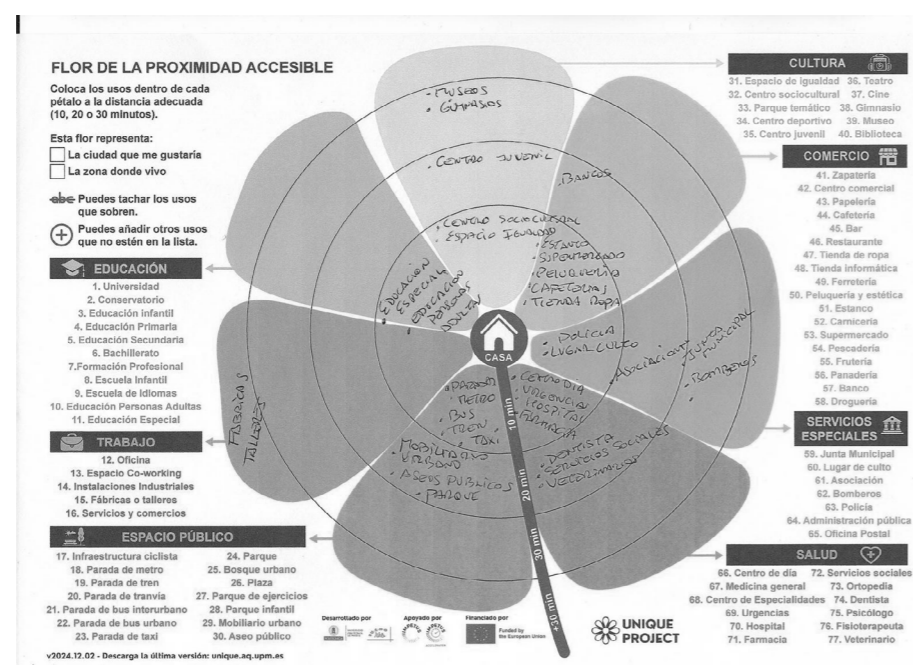 FLOR DE LA PROXIMIDAD ACCESIBLE
Coloca los usos dentro de cada
pétalo a la distancia adecuada
(10, 20 o 30 minutos).
Esta flor representa:
La ciudad que me gustaría
La zona donde vivo
abc Puedes tachar los usos
que sobren.
Puedes añadir otros usos
que no estén en la lista.
EDUCACIÓN
1. Universidad
2. Conservatorio
3. Educación infantil
4. Educación Primaria
5. Educación Secundaria
6. Bachillerato
7.Formación Profesional
8. Escuela Infantil
9. Escuela de Idiomas
10. Educación Personas Adultas
11. Educación Especial
TRABAJO
12. Oficina
13. Espacio Co-working
14. Instalaciones Industriales
15. Fábricas o talleres
16. Servicios y comercios
ESPACIO PÚBLICO
17. Infraestructura ciclista
18. Parada de metro
19. Parada de tren
20. Parada de tranvía
21. Parada de bus interurbano
22. Parada de bus urbano
23. Parada de taxi
24. Parque
25. Bosque urbano
26. Plaza
27. Parque de ejercicios
28. Parque infantil
29. Mobiliario urbano
30. Aseo público
v2024.12.02 - Descarga la última versión: unique.aq.upm.es
· MUSEOS
· GIMNASIOS
· CENTRO JUVENIL
· CENTRO SOCIOCULTURAL
· ESPACIO IGUALDAD
· BANCOS
· ESTANCO
· SUPERMERCADO
· PELUQUERIA
· CAFETERIAS
· TIENDA ROPA
· EDUCACIÓN
ESPECIAL
· EDUCACIÓN
PERSONAS
ADULTAS
CASA
· POLICIA
· LUGAR CULTO
· ASOCIACIONES
· JUNTA
MUNICIPAL
· BOMBEROS
FABRICAS
TALLERES
· PARADA
· METRO
· BUS
· TREN
· TAXI
· MOBILIARIO
URBANO
· ASEOS PUBLICOS
· PARQUE
· CENTRO DIA
· URGENCIAS
· HOSPITAL
· FARMACIA
· DENTISTA
· SERVICIOS SOCIALES
· VETERINARIO
10 min
20 min
30 min
+30 min
CULTURA
31. Espacio de igualdad
32. Centro sociocultural
33. Parque temático
34. Centro deportivo
35. Centro juvenil
36. Teatro
37. Cine
38. Gimnasio
39. Museo
40. Biblioteca
COMERCIO
41. Zapatería
42. Centro comercial
43. Papelería
44. Cafetería
45. Bar
46. Restaurante
47. Tienda de ropa
48. Tienda informática
49. Ferretería
50. Peluquería y estética
51. Estanco
52. Carnicería
53. Supermercado
54. Pescadería
55. Frutería
56. Panadería
57. Banco
58. Droguería
SERVICIOS
ESPECIALES
59. Junta Municipal
60. Lugar de culto
61. Asociación
62. Bomberos
63. Policía
64. Administración pública
65. Oficina Postal
SALUD
66. Centro de día
67. Medicina general
68. Centro de Especialidades
69. Urgencias
70. Hospital
71. Farmacia
72. Servicios sociales
73. Ortopedia
74. Dentista
75. Psicólogo
76. Fisioterapeuta
77. Veterinario
Desarrollado por
Apoyado por
Financiado por
Funded by
the European Union
UNIQUE
PROJECT